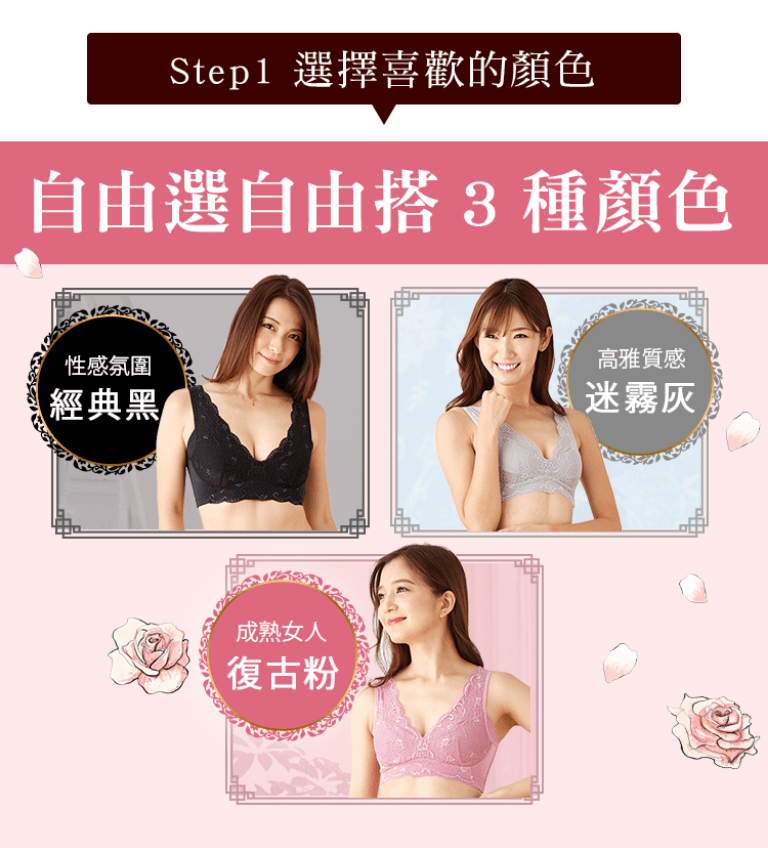 Step1 選擇喜歡的顏色
自由選自由搭 3 種顏色
性感氛圍
經典黑
高雅質感
迷霧灰
成熟女人
復古粉